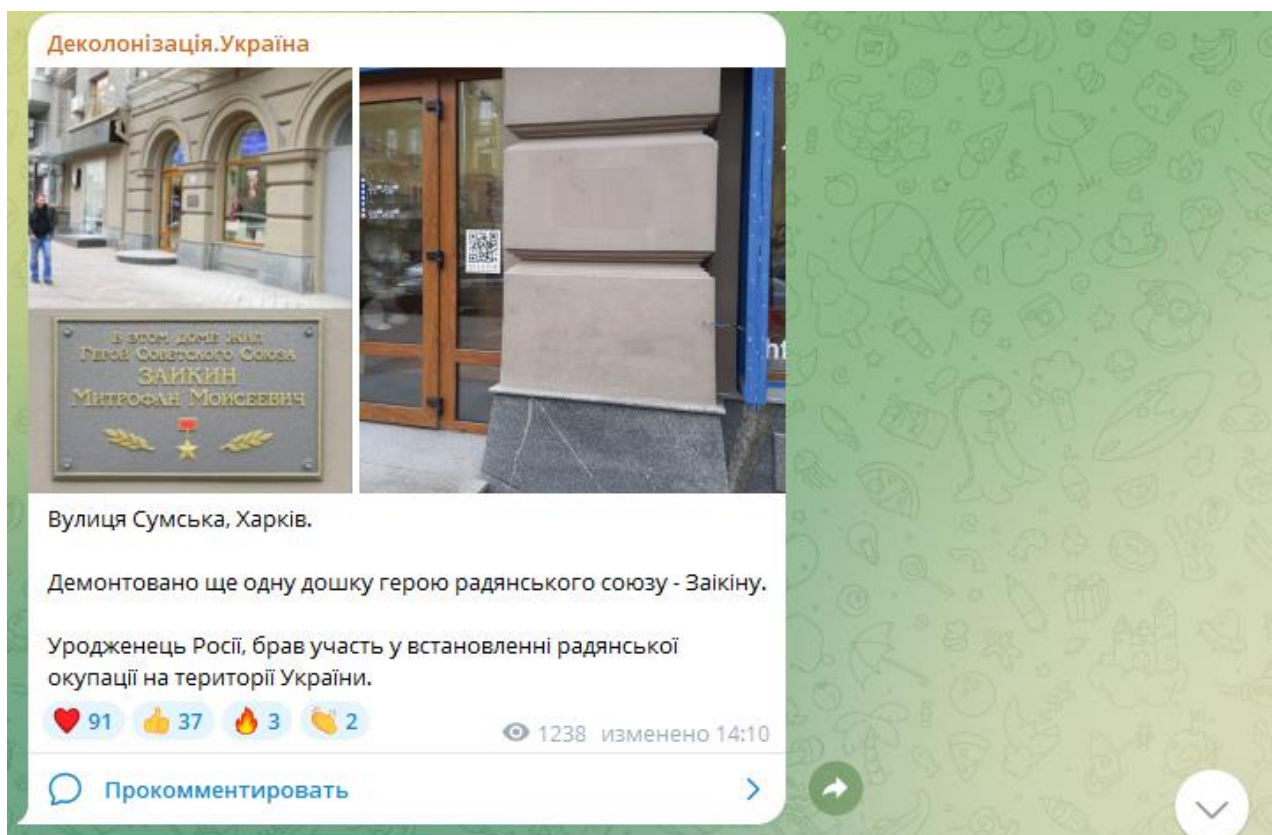 Деколонізація.Україна
В ЭТОМ ДОМЕ ЖИЛ
ГЕРОЙ СОВЕТСКОГО СОЮЗА
ЗАИКИН
МИТРОФАН МОИСЕЕВИЧ
Вулиця Сумська, Харків.
Демонтовано ще одну дошку герою радянського союзу - Заікіну.
Уродженець Росії, брав участь у встановленні радянської
окупації на території України.
91 37 3 2
1238 изменено 14:10
Прокомментировать